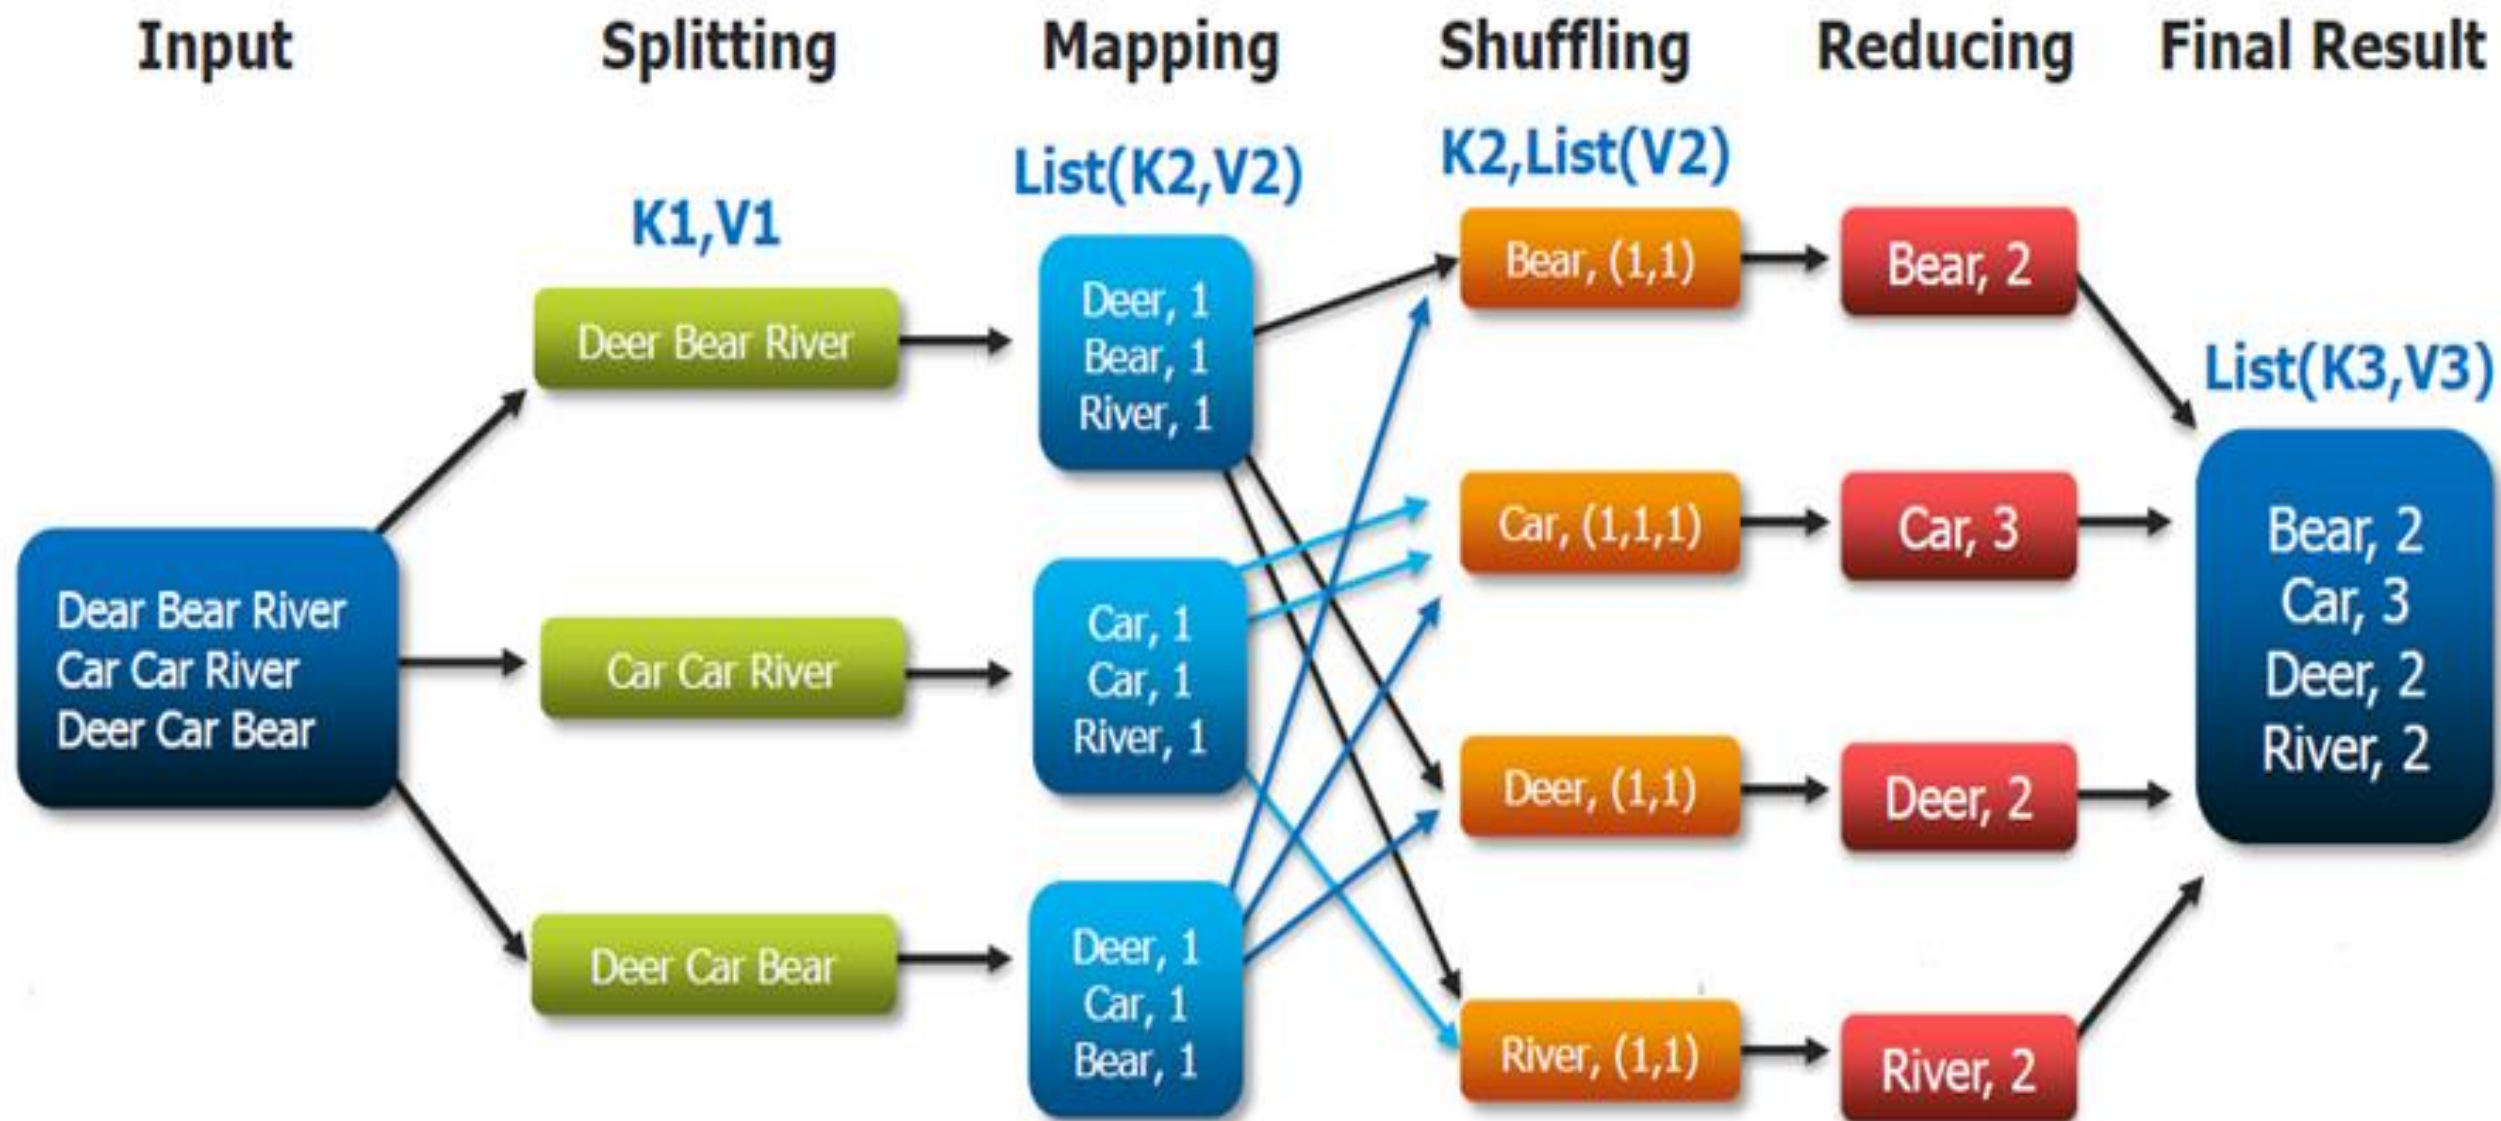 Input
Splitting
Mapping
Shuffling
Reducing
Final Result
Dear Bear River
Car Car River
Deer Car Bear
K1,V1
Deer Bear River
Car Car River
Deer Car Bear
List(K2,V2)
Deer, 1
Bear, 1
River, 1
Car, 1
Car, 1
River, 1
Deer, 1
Car, 1
Bear, 1
K2,List(V2)
Bear, (1,1)
Car, (1,1,1)
Deer, (1,1)
River, (1,1)
Bear, 2
Car, 3
Deer, 2
River, 2
List(K3,V3)
Bear, 2
Car, 3
Deer, 2
River, 2